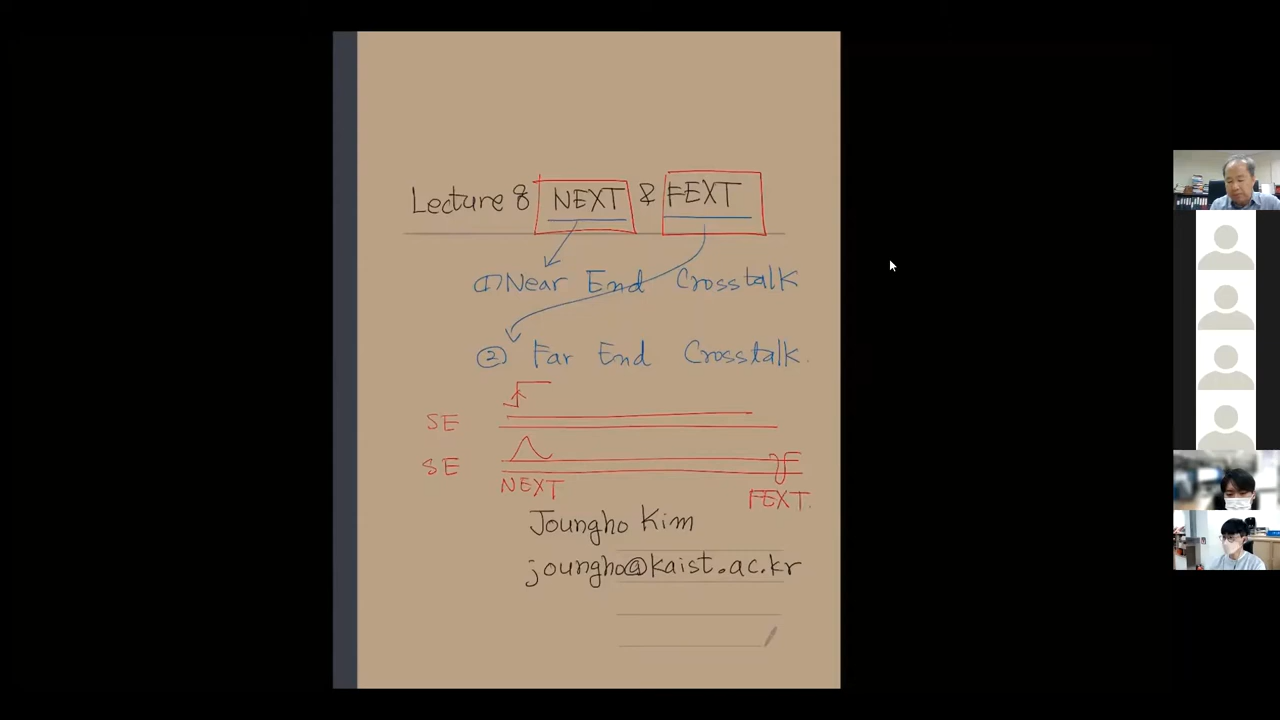 Lecture 8 NEXT & FEXT
① Near End Crosstalk
② Far End Crosstalk.
SE
SE
NEXT
FEXT.
Joungho Kim
joungho@kaist.ac.kr